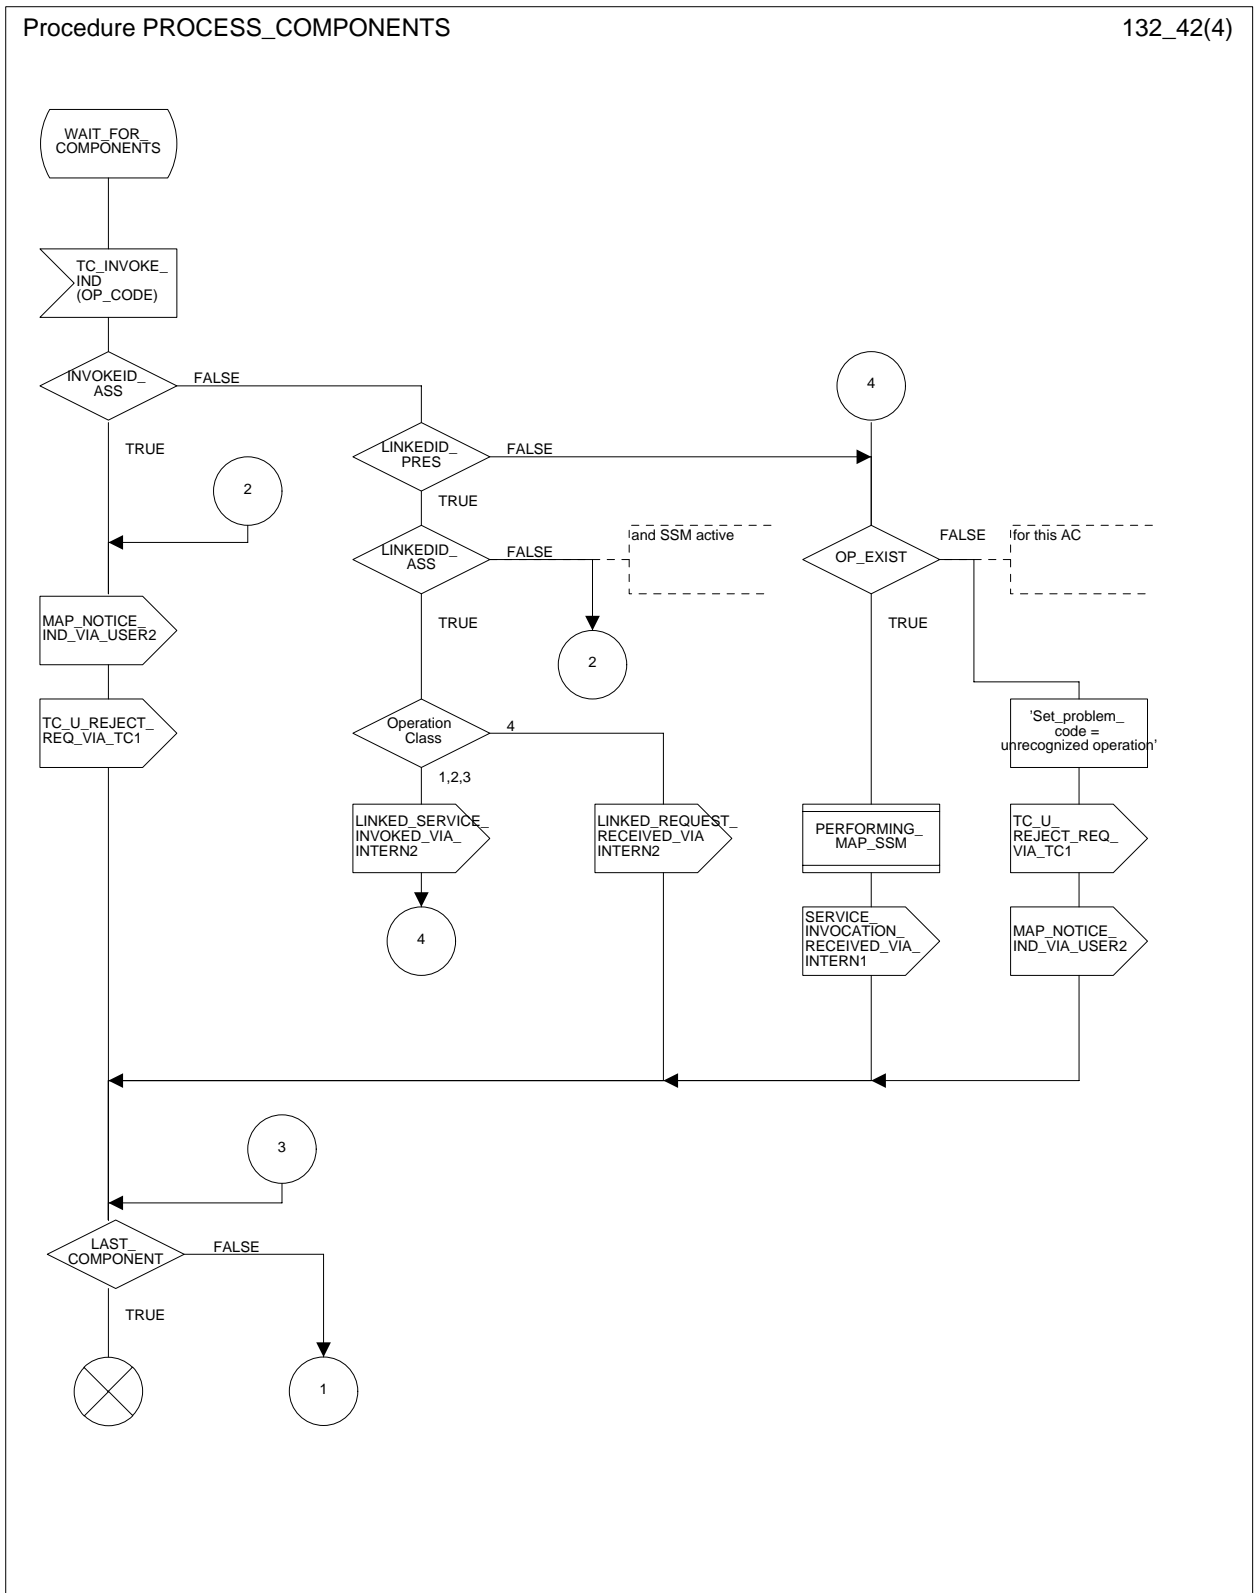 Procedure PROCESS_COMPONENTS
132_42(4)
WAIT_FOR_
COMPONENTS
TC_INVOKE_
IND
(OP_CODE)
INVOKEID_
ASS
FALSE
TRUE
4
LINKEDID_
PRES
FALSE
TRUE
2
LINKEDID_
ASS
FALSE
and SSM active
TRUE
OP_EXIST
FALSE
for this AC
TRUE
MAP_NOTICE_
IND_VIA_USER2
2
TC_U_REJECT_
REQ_VIA_TC1
Operation
Class
4
1,2,3
'Set_problem_
code =
unrecognized operation'
LINKED_SERVICE_
INVOKED_VIA_
INTERN2
LINKED_REQUEST_
RECEIVED_VIA
INTERN2
PERFORMING_
MAP_SSM
TC_U_
REJECT_REQ_
VIA_TC1
4
SERVICE_
INVOCATION_
RECEIVED_VIA_
INTERN1
MAP_NOTICE_
IND_VIA_USER2
3
LAST_
COMPONENT
FALSE
TRUE
1